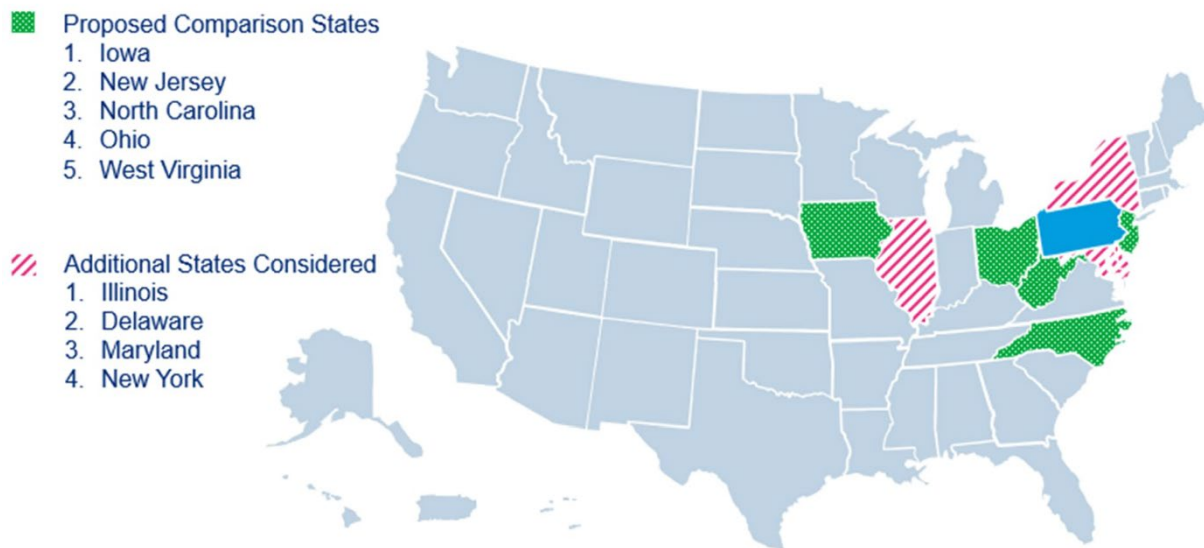 Proposed Comparison States
1. Iowa
2. New Jersey
3. North Carolina
4. Ohio
5. West Virginia
Additional States Considered
1. Illinois
2. Delaware
3. Maryland
4. New York